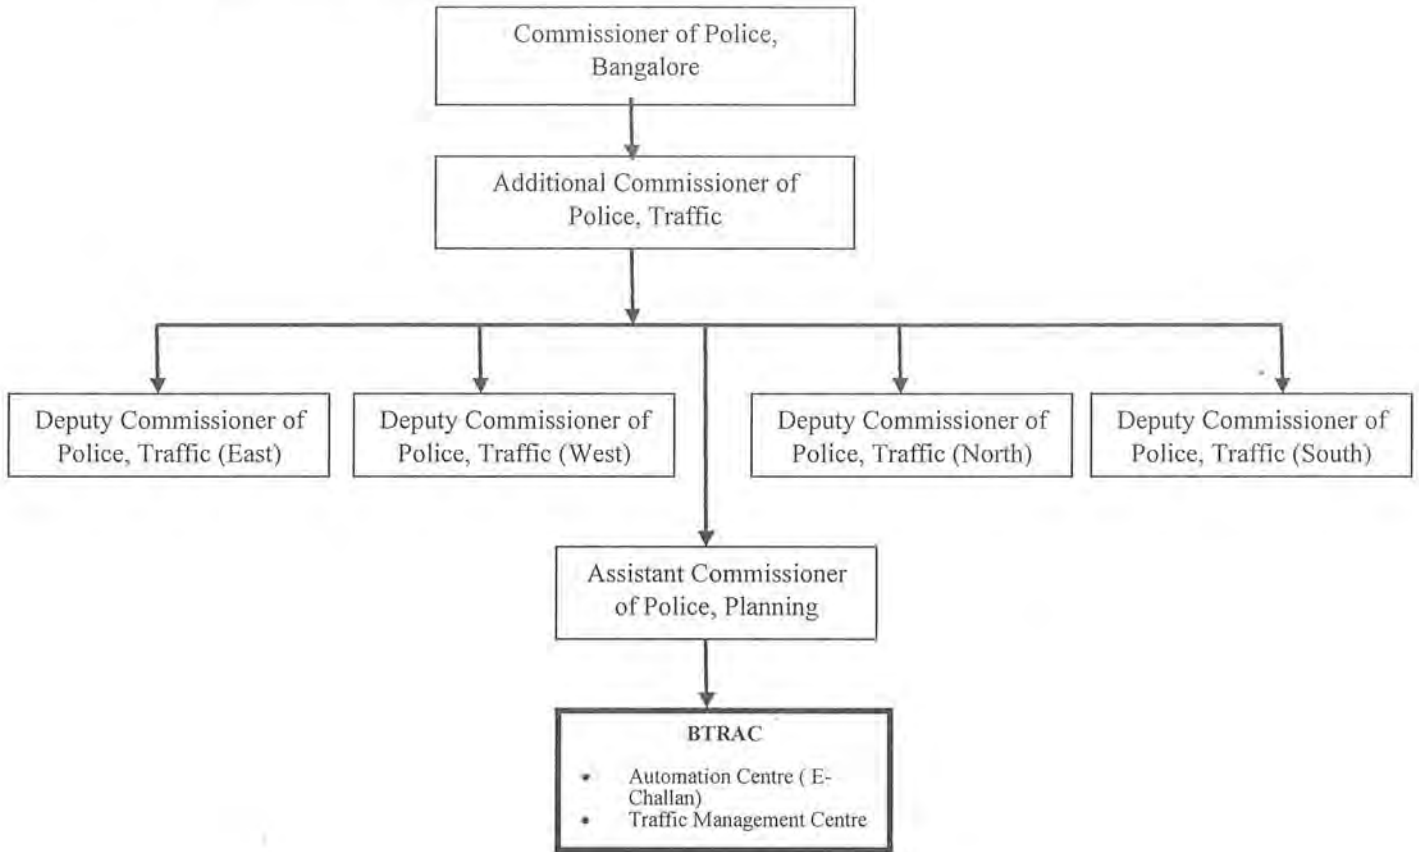 Commissioner of Police,
Bangalore
Additional Commissioner of
Police, Traffic
Deputy Commissioner of
Police, Traffic (East)
Deputy Commissioner of
Police, Traffic (West)
Deputy Commissioner of
Police, Traffic (North)
Deputy Commissioner of
Police, Traffic (South)
Assistant Commissioner
of Police, Planning
BTRAC
• Automation Centre ( E-
Challan)
• Traffic Management Centre